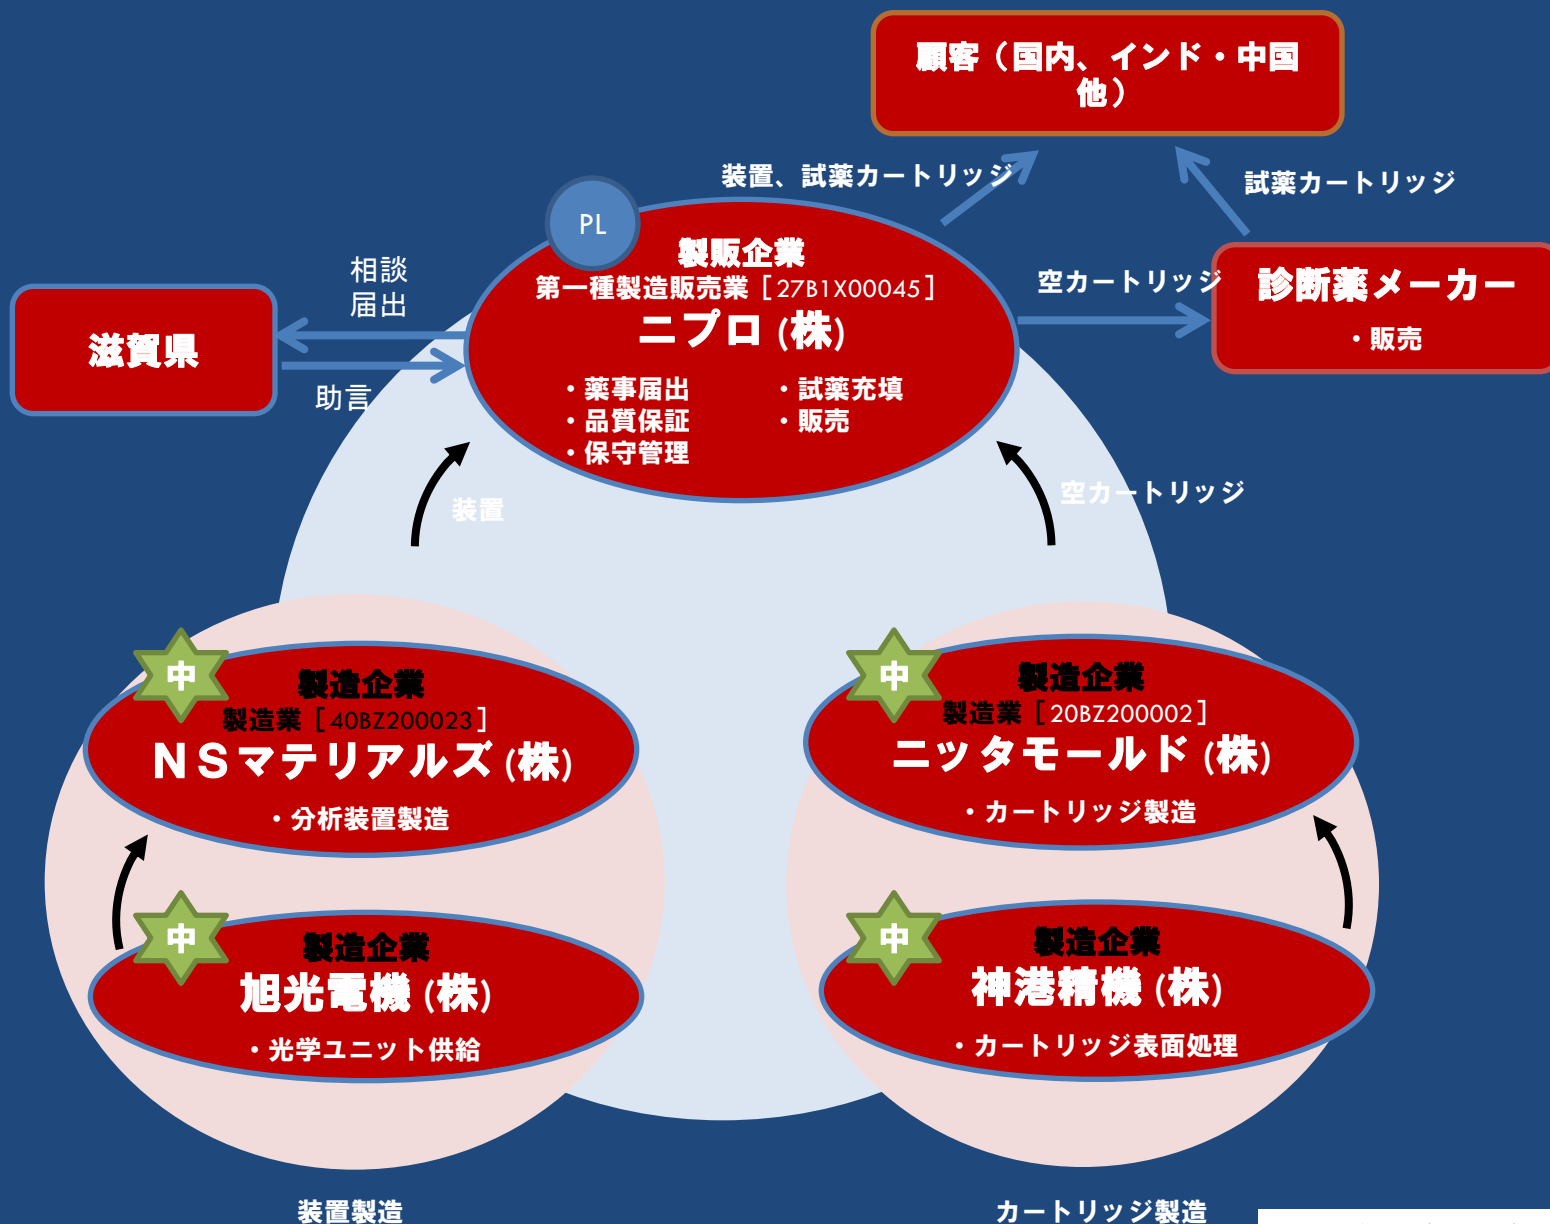 顧客（国内、インド・中国
他）
装置、試薬カートリッジ
試薬カートリッジ
PL
製販企業
第一種製造販売業［27B1X00045］
ニプロ(株)
・薬事届出
・品質保証
・保守管理
・試薬充填
・販売
相談
届出
滋賀県
助言
空カートリッジ
診断薬メーカー
・販売
装置
空カートリッジ
中
製造企業
製造業［40BZ200023］
ＮＳマテリアルズ(株)
・分析装置製造
中
製造企業
製造業［20BZ200002］
ニッタモールド(株)
・カートリッジ製造
中
製造企業
旭光電機(株)
・光学ユニット供給
中
製造企業
神港精機(株)
・カートリッジ表面処理
装置製造
カートリッジ製造